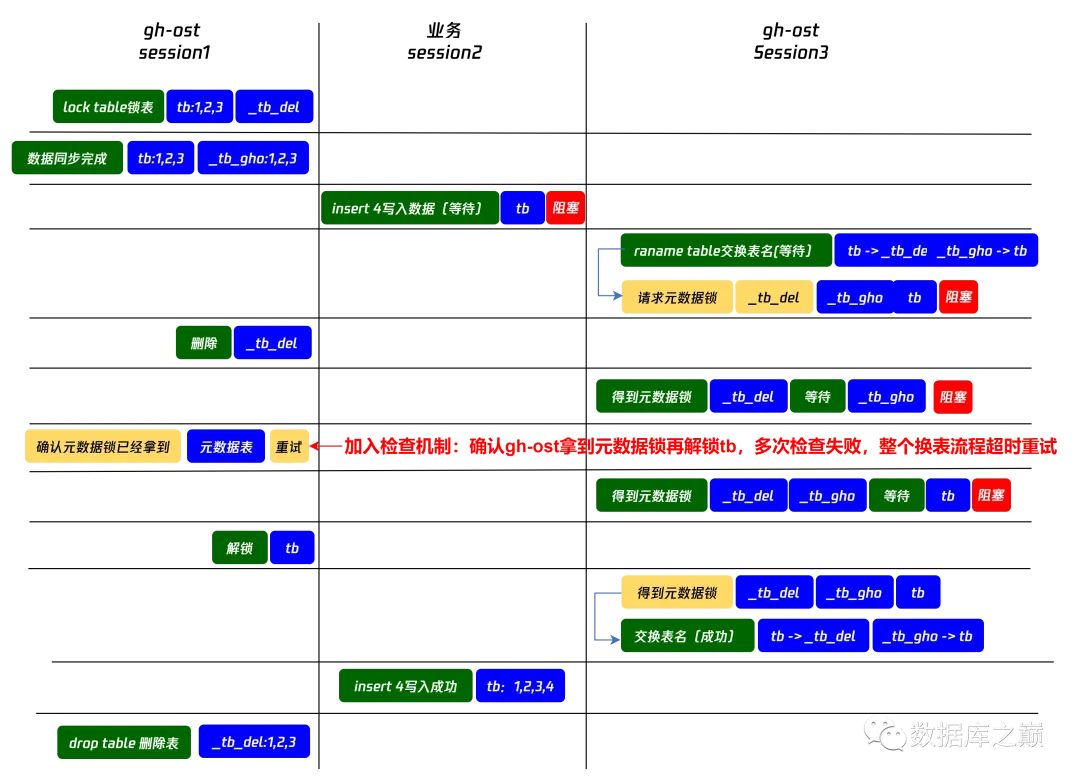 gh-ost 业务 gh-ost
session1 session2 Session3
lock table锁表 tb:1,2,3 _tb_del
数据同步完成 tb:1,2,3 _tb_gho:1,2,3
insert 4写入数据（等待） tb 阻塞
raname table交换表名(等待） tb -> _tb_de _tb_gho -> tb
请求元数据锁 _tb_del _tb_gho tb 阻塞
删除 _tb_del
得到元数据锁 _tb_del 等待 _tb_gho 阻塞
确认元数据锁已经拿到 元数据表 重试 加入检查机制：确认gh-ost拿到元数据锁再解锁tb，多次检查失败，整个换表流程超时重试
得到元数据锁 _tb_del _tb_gho 等待 tb 阻塞
解锁 tb
得到元数据锁 _tb_del _tb_gho tb
交换表名（成功） tb -> _tb_del _tb_gho -> tb
insert 4写入成功 tb：1,2,3,4
drop table 删除表 _tb_del:1,2,3
数据库之巅